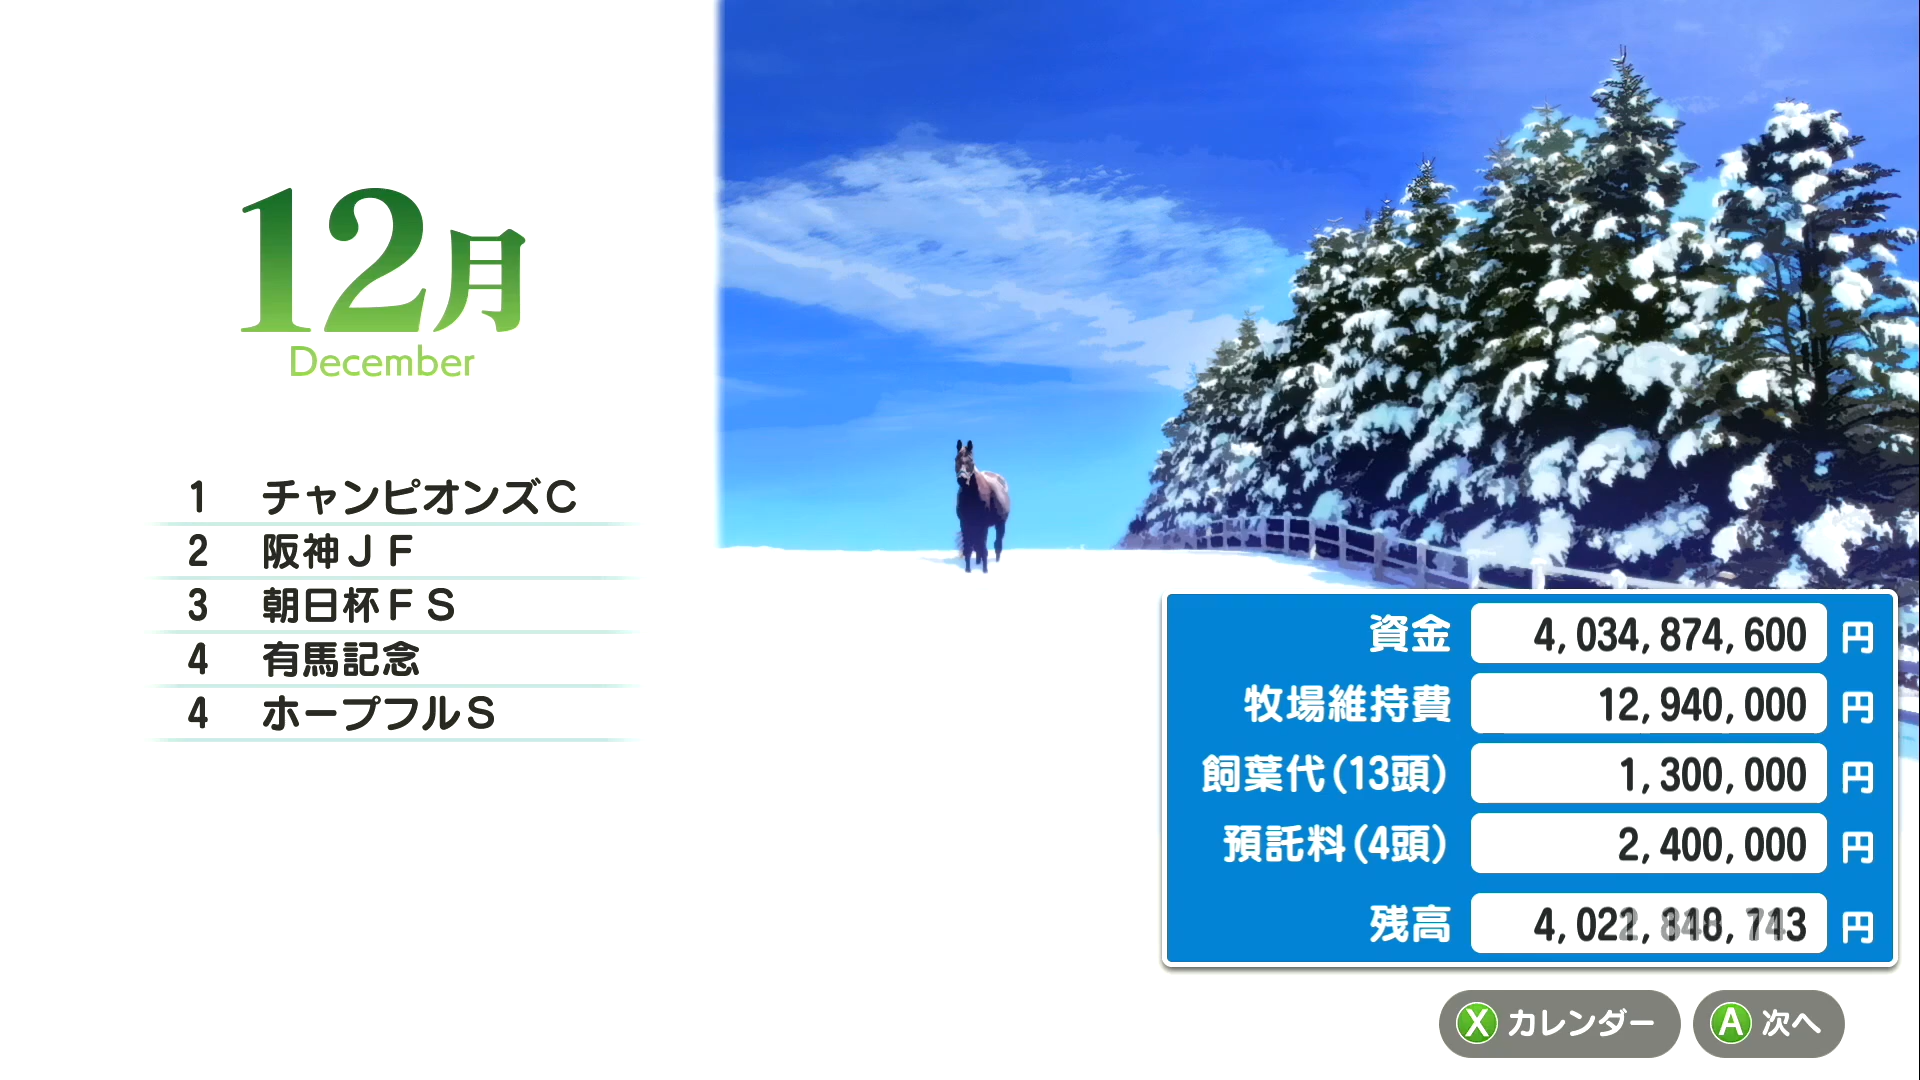 12月
December
1 チャンピオンズC
2 阪神JF
3 朝日杯FS
4 有馬記念
4 ホープフルS
資金 4,034,874,600 円
牧場維持費 12,940,000 円
飼葉代(13頭) 1,300,000 円
預託料(4頭) 2,400,000 円
残高 円
X カレンダー
A 次へ